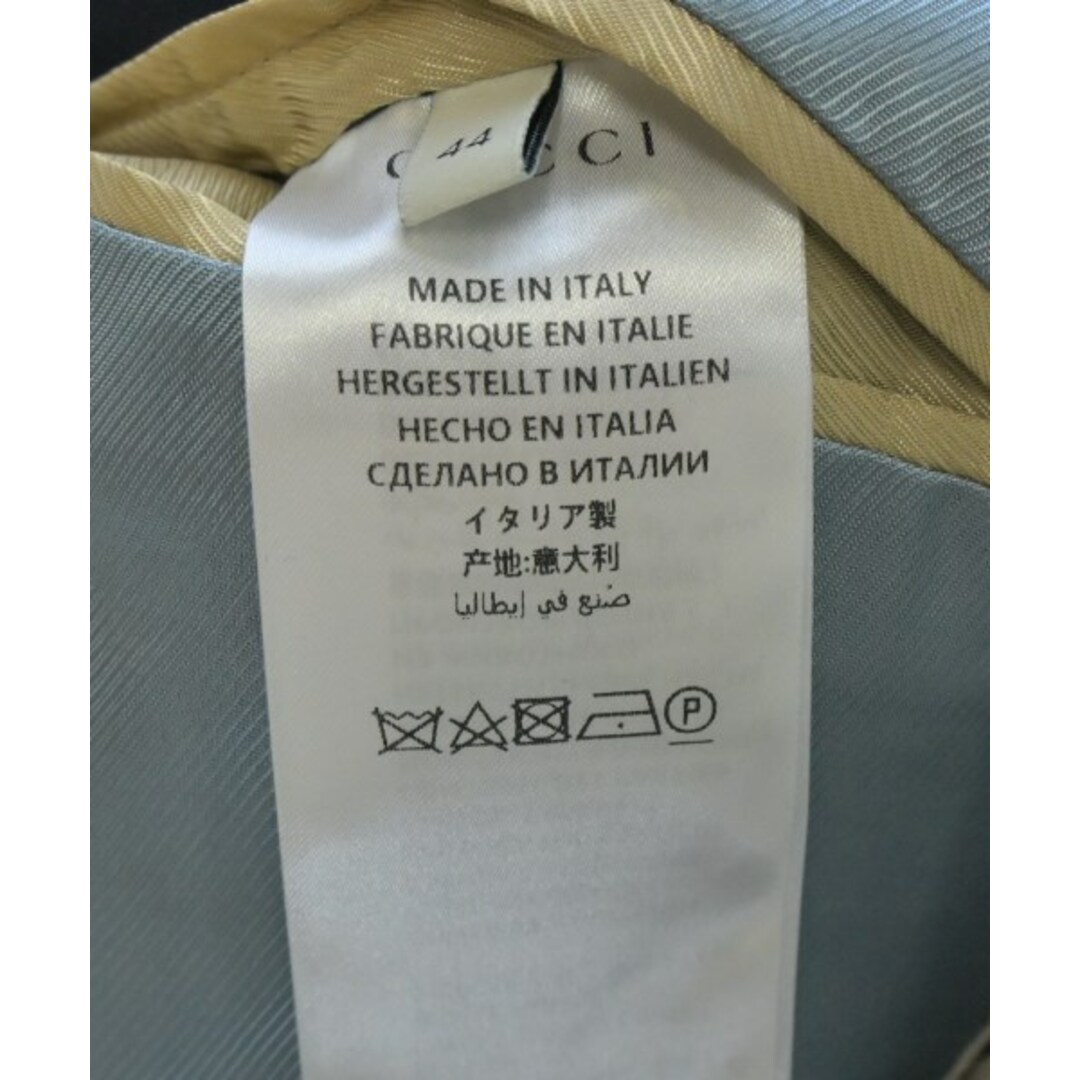 44
MADE IN ITALY
FABRIQUE EN ITALIE
HERGESTELLT IN ITALIEN
HECHO EN ITALIA
СДЕЛАНО В ИТАЛИИ
イタリア製
产地:意大利
صُنع في إيطاليا
P